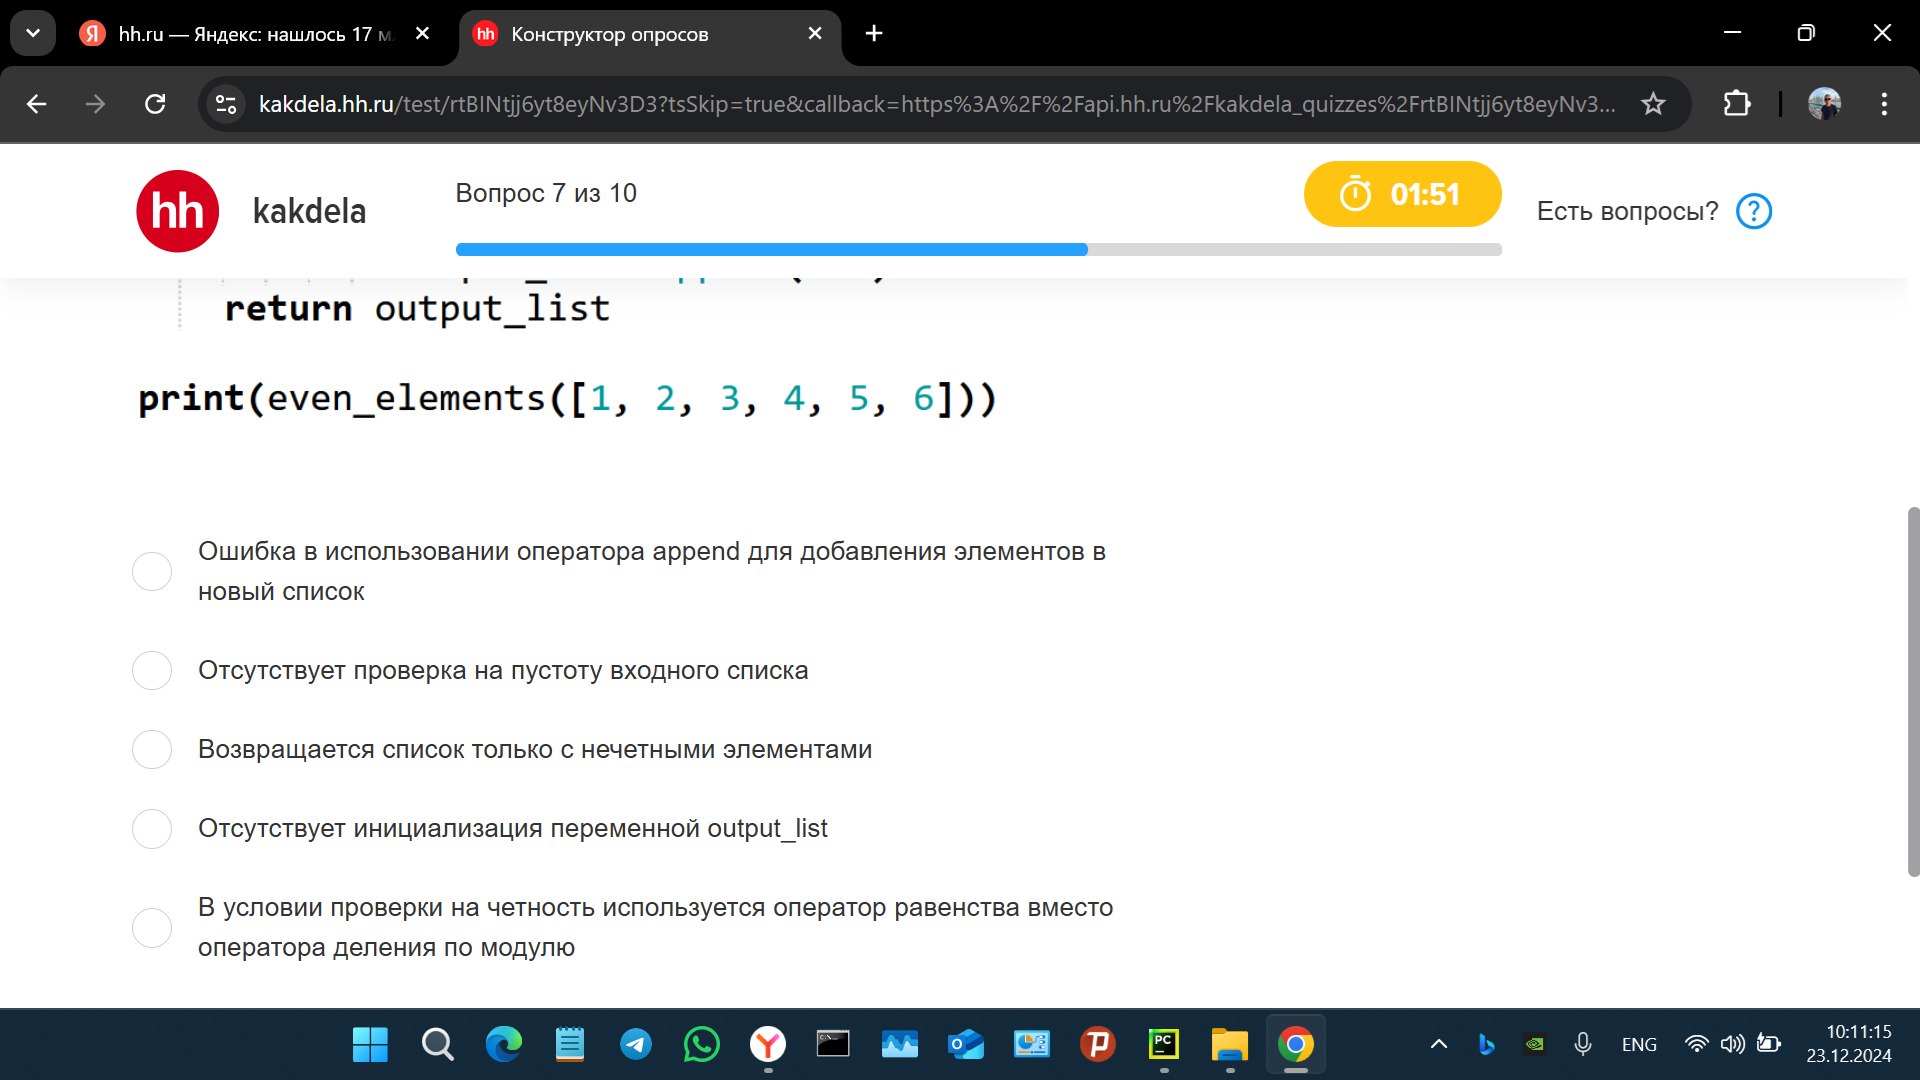 hh.ru — Яндекс: нашлось 17 м
Конструктор опросов
kakdela.hh.ru/test/rtBINtjj6yt8eyNv3D3?tsSkip=true&callback=https%3A%2F%2Fapi.hh.ru%2Fkakdela_quizzes%2FrtBINtjj6yt8eyNv3...
hh
kakdela
Вопрос 7 из 10
01:51
Есть вопросы?
return output_list
print(even_elements([1, 2, 3, 4, 5, 6]))
Ошибка в использовании оператора append для добавления элементов в
новый список
Отсутствует проверка на пустоту входного списка
Возвращается список только с нечетными элементами
Отсутствует инициализация переменной output_list
В условии проверки на четность используется оператор равенства вместо
оператора деления по модулю
ENG
10:11:15
23.12.2024